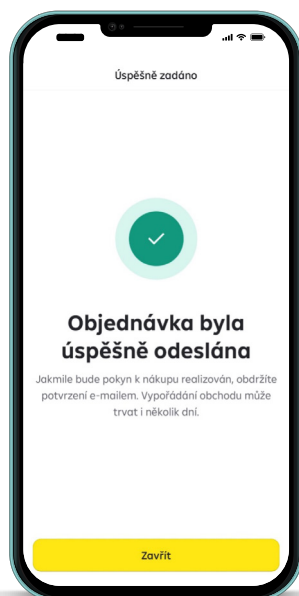 Úspěšně zadáno
Objednávka byla
úspěšně odeslána
Jakmile bude pokyn k nákupu realizován, obdržíte
potvrzení e-mailem. Vypořádání obchodu může
trvat i několik dní.
Zavřít